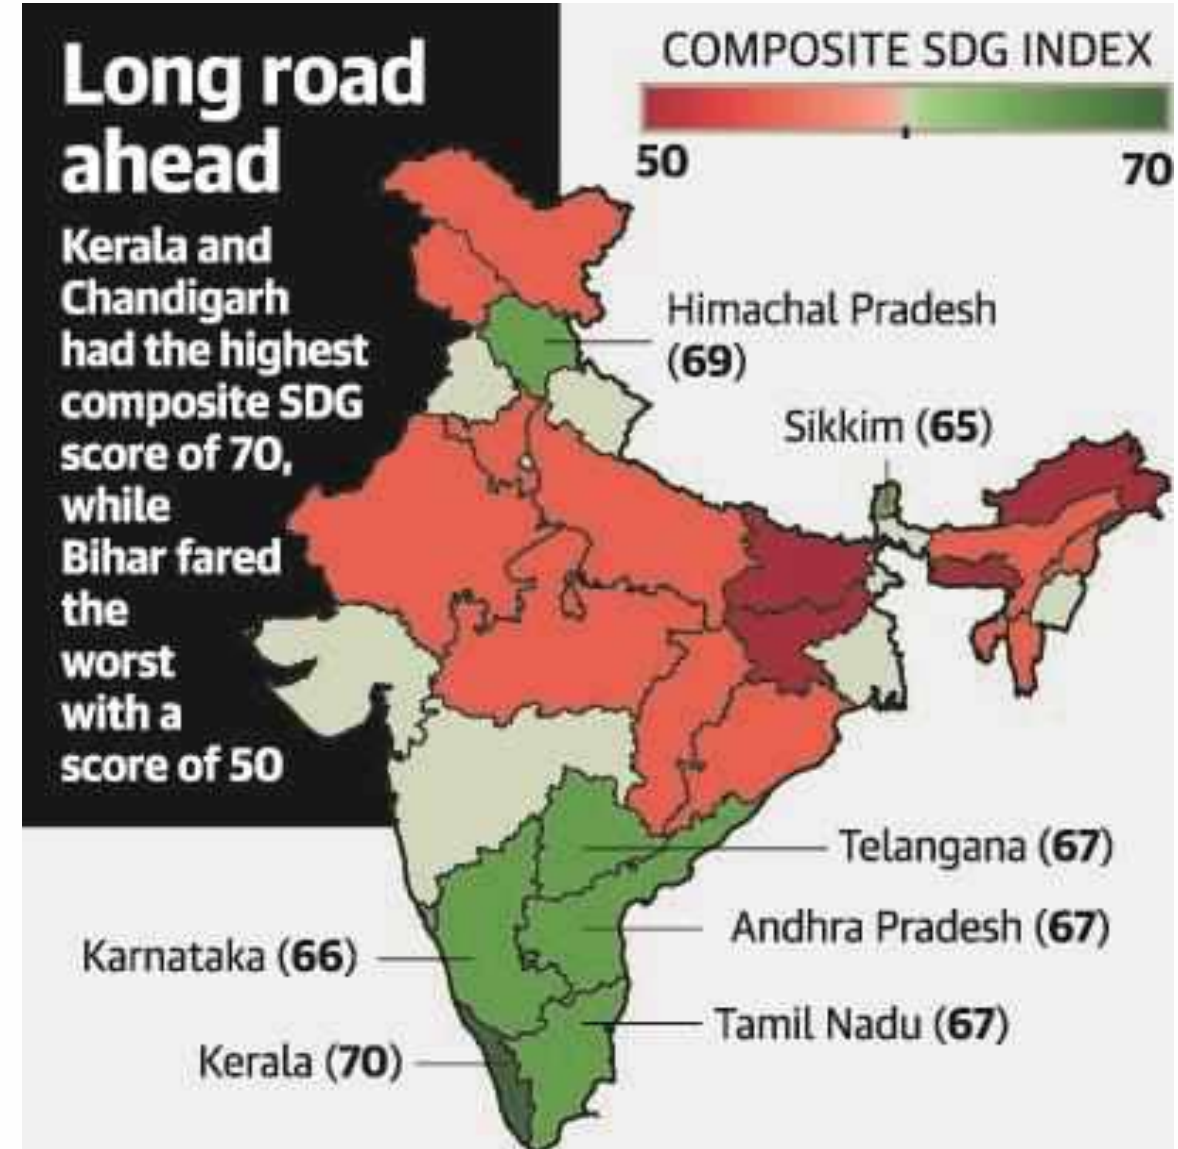 Long road
ahead
Kerala and
Chandigarh
had the highest
composite SDG
score of 70,
while
Bihar fared
the
worst
with a
score of 50
COMPOSITE SDG INDEX
50
70
Himachal Pradesh
(69)
Sikkim (65)
Telangana (67)
Andhra Pradesh (67)
Karnataka (66)
Tamil Nadu (67)
Kerala (70)